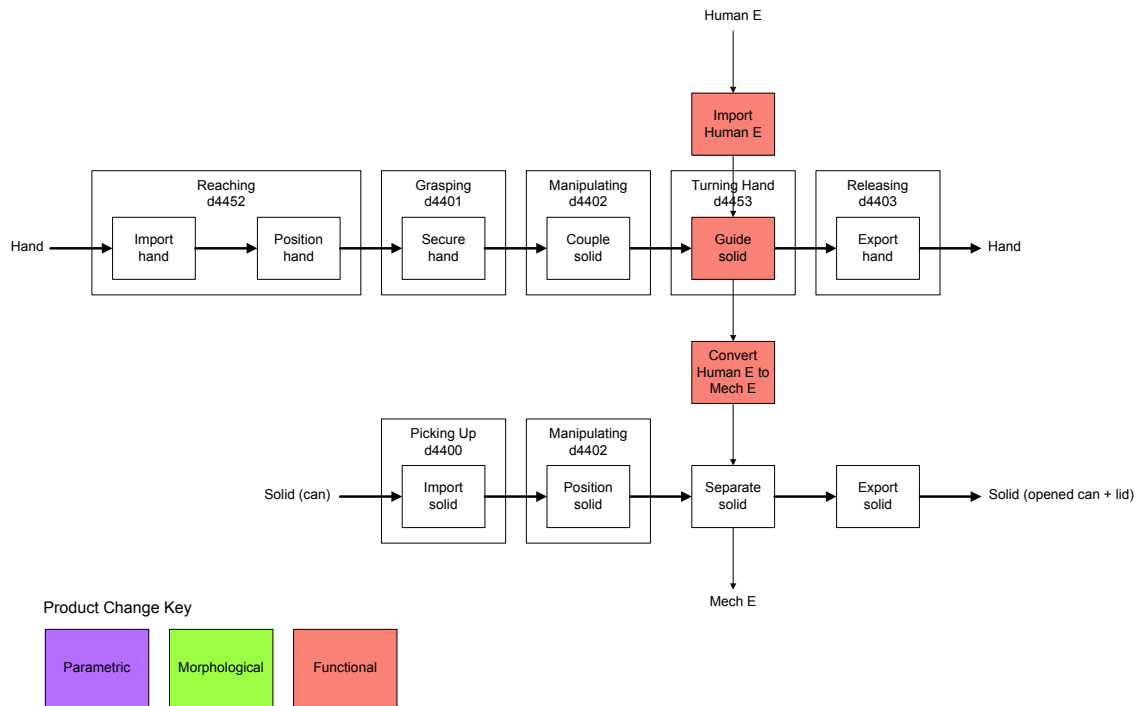 Human E
Import
Human E
Reaching
d4452
Grasping
d4401
Manipulating
d4402
Turning Hand
d4453
Releasing
d4403
Hand
Import
hand
Position
hand
Secure
hand
Couple
solid
Guide
solid
Export
hand
Hand
Convert
Human E to
Mech E
Picking Up
d4400
Manipulating
d4402
Solid (can)
Import
solid
Position
solid
Separate
solid
Export
solid
Solid (opened can + lid)
Mech E
Product Change Key
Parametric
Morphological
Functional